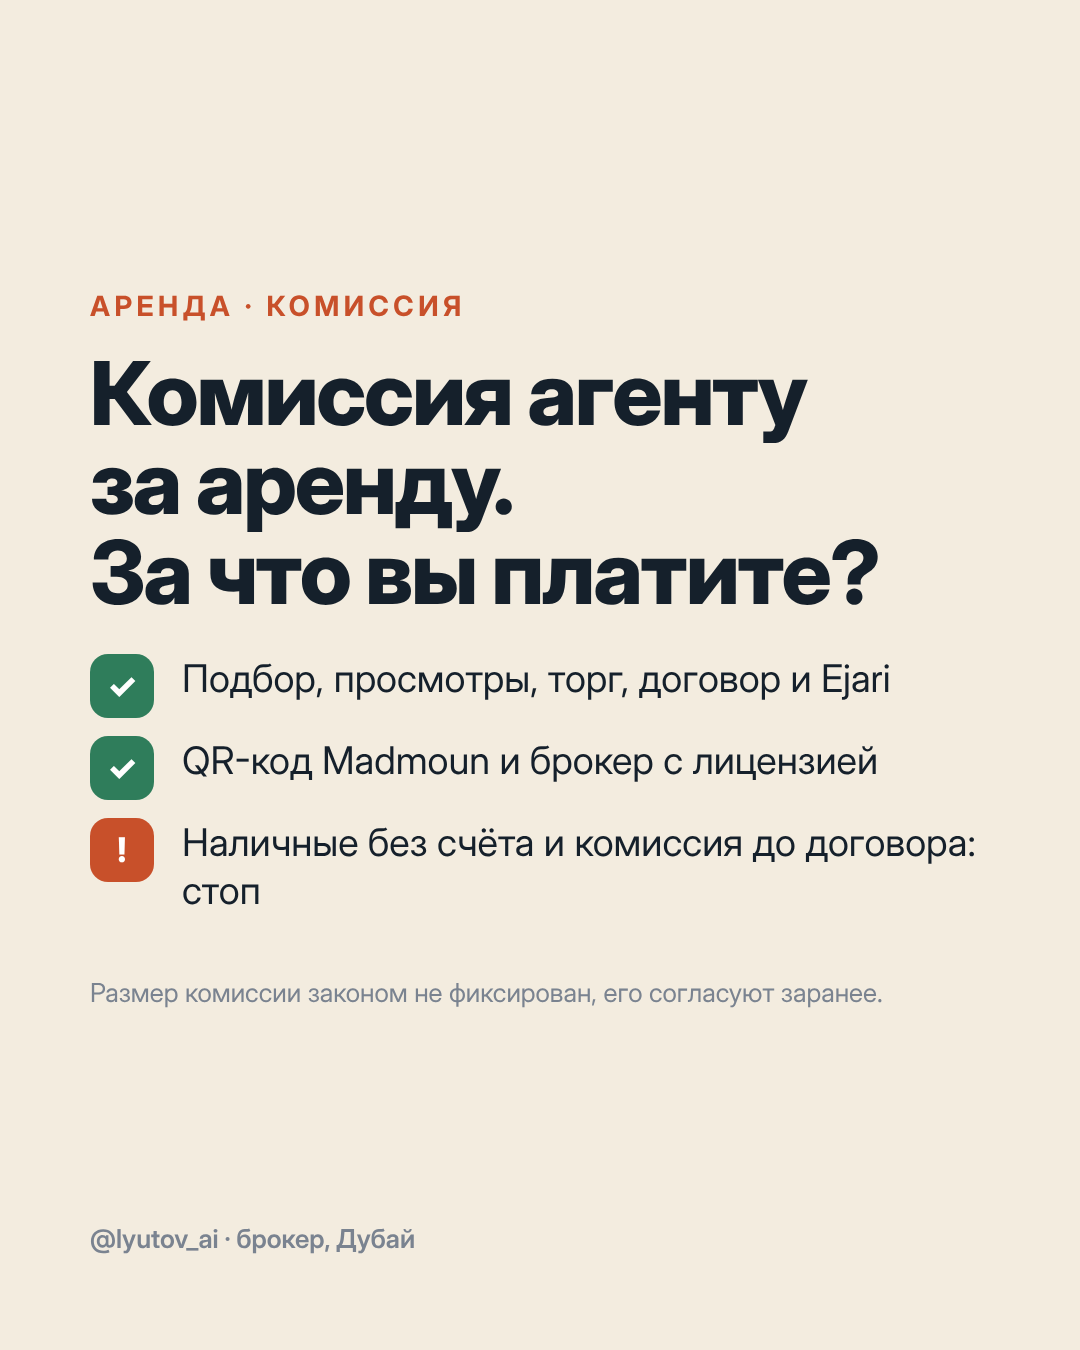 АРЕНДА · КОМИССИЯ
Комиссия агенту
за аренду.
За что вы платите?
Подбор, просмотры, торг, договор и Ejari
QR-код Madmoun и брокер с лицензией
!
Наличные без счёта и комиссия до договора:
стоп
Размер комиссии законом не фиксирован, его согласуют заранее.
@lyutov_ai · брокер, Дубай